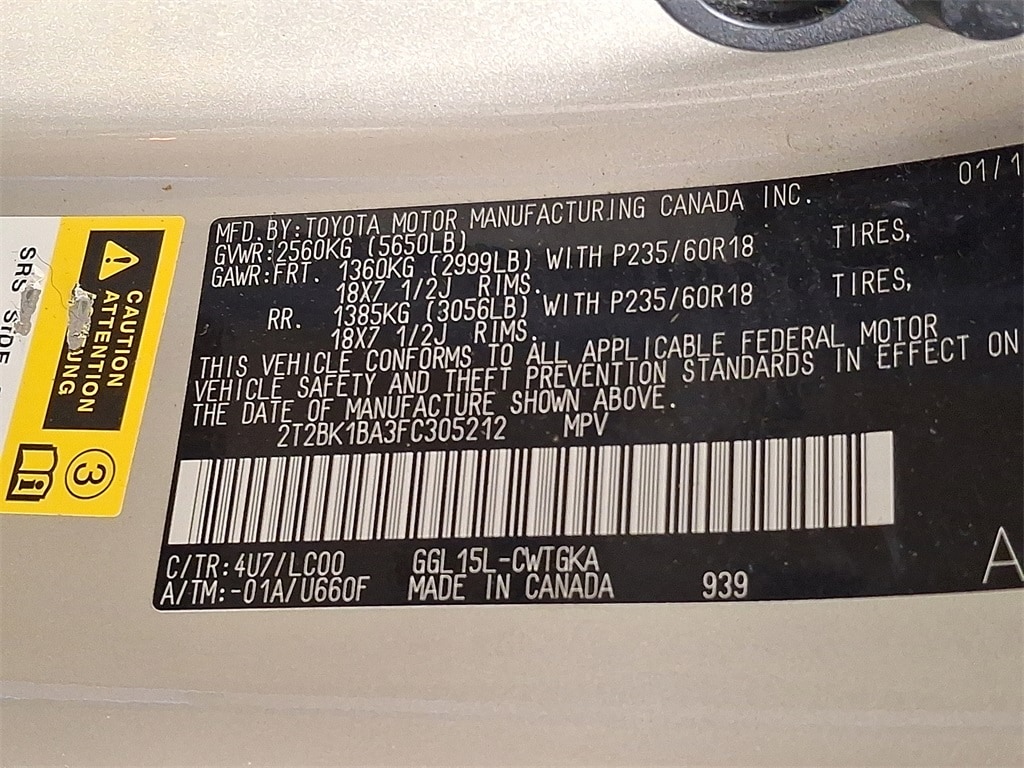 01/1
MFD.BY:TOYOTA MOTOR MANUFACTURING CANADA INC.
GVWR:2560KG (5650LB)
GAWR:FRT. 1360KG (2999LB) WITH P235/60R18 TIRES,
18X7 1/2J RIMS.
RR. 1385KG (3056LB) WITH P235/60R18 TIRES,
18X7 1/2J RIMS.
THIS VEHICLE CONFORMS TO ALL APPLICABLE FEDERAL MOTOR
VEHICLE SAFETY AND THEFT PREVENTION STANDARDS IN EFFECT ON
THE DATE OF MANUFACTURE SHOWN ABOVE.
2T2BK1BA3FC305212 MPV
C/TR:4U7/LC00 GGL15L-CWTGKA
A/TM:-01A/U660F MADE IN CANADA 939
A
CAUTION
ATTENTION
SRS SIDE
3